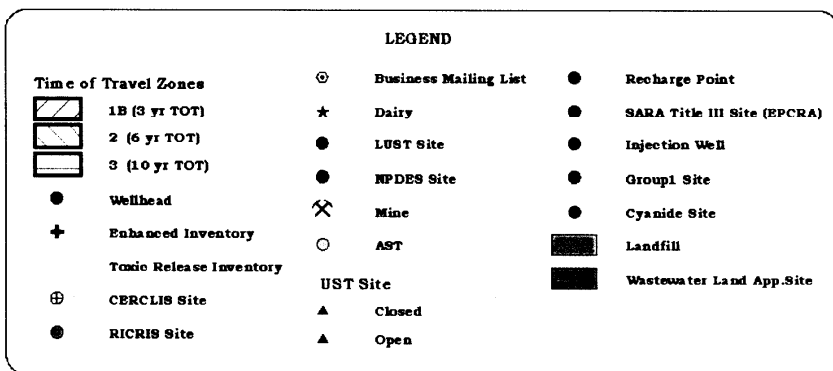 LEGEND
Time of Travel Zones
1B (3 yr TOT)
2 (6 yr TOT)
3 (10 yr TOT)
Wellhead
Enhanced Inventory
Toxic Release Inventory
CERCLIS Site
RICRIS Site
Business Mailing List
Dairy
LUST Site
NPDES Site
Mine
AST
UST Site
Closed
Open
Recharge Point
SARA Title III Site (EPCRA)
Injection Well
Group1 Site
Cyanide Site
Landfill
Wastewater Land App.Site